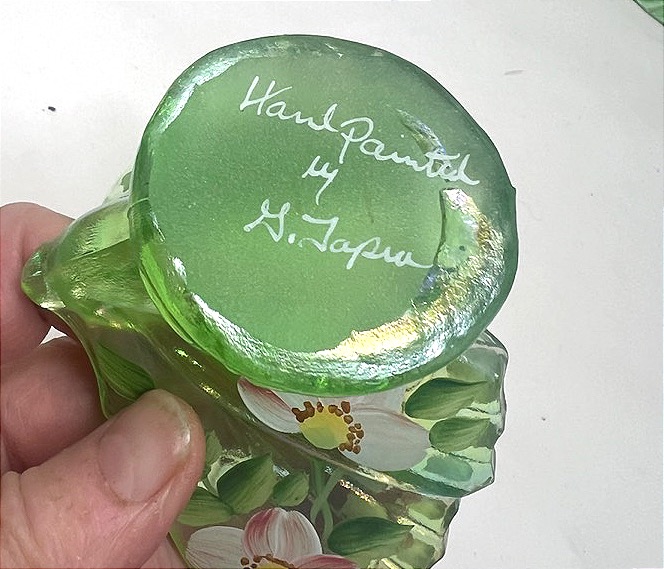 Hand Painted
by
G. Tapia